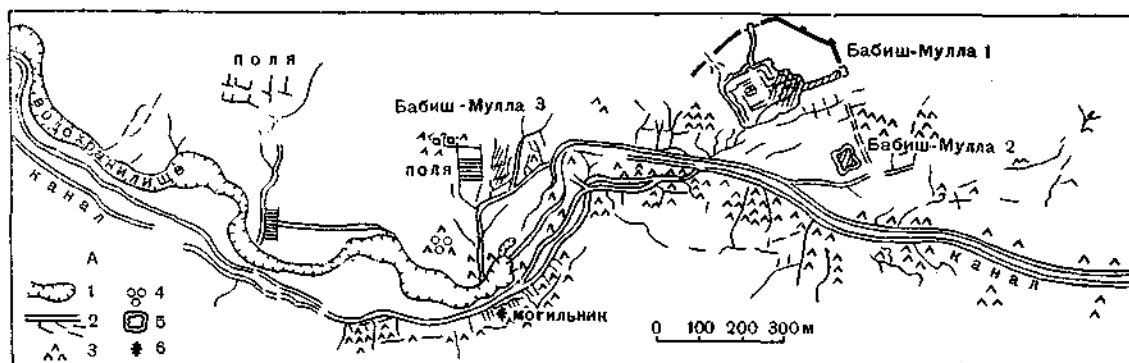 ПОЛЯ
Бабиш-Мулла 1
Бабиш-Мулла 3
Бабиш-Мулла 2
ВОДОХРАНИЛИЩЕ
ПОЛЯ
канал
канал
могильник
А
1
2
3
4
5
6
0 100 200 300 м